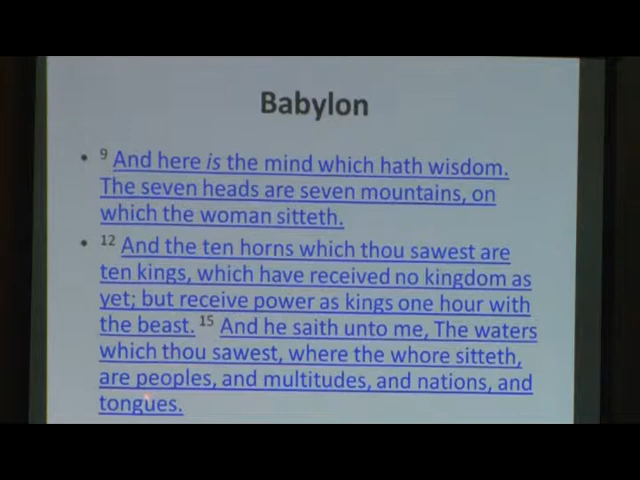 Babylon
• 9 And here is the mind which hath wisdom.
The seven heads are seven mountains, on
which the woman sitteth.
• 12 And the ten horns which thou sawest are
ten kings, which have received no kingdom as
yet; but receive power as kings one hour with
the beast. 15 And he saith unto me, The waters
which thou sawest, where the whore sitteth,
are peoples, and multitudes, and nations, and
tongues.